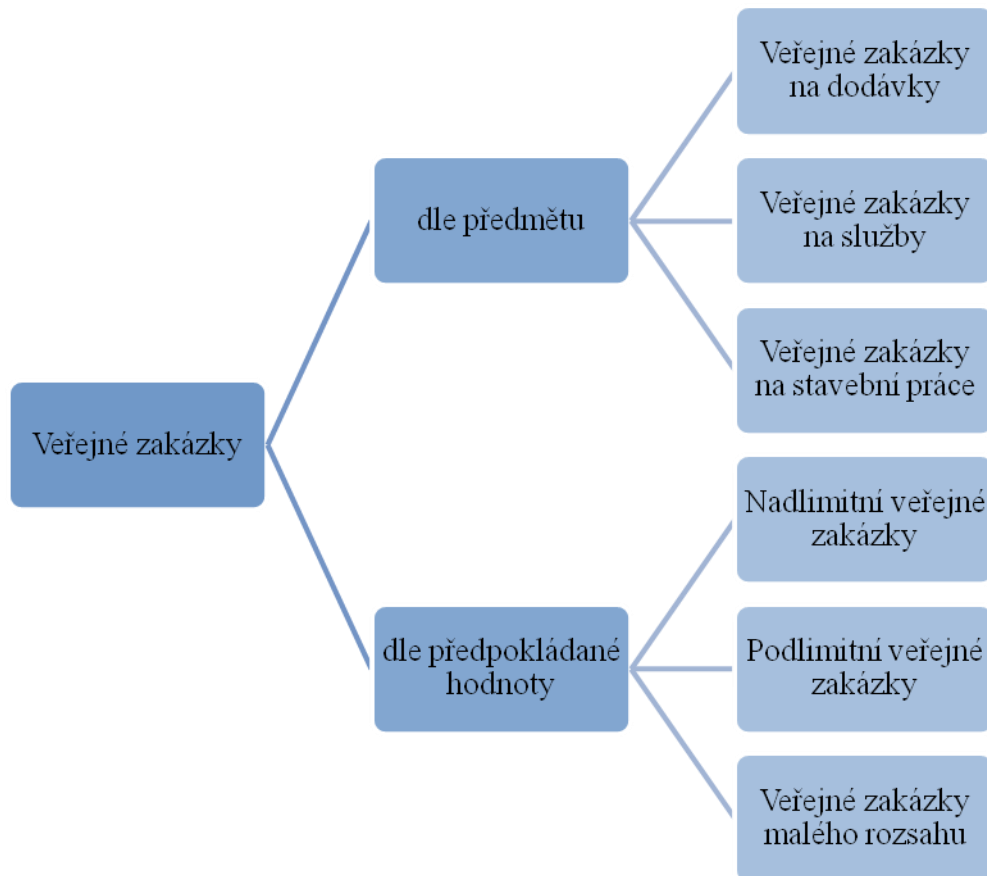 Veřejné zakázky
dle předmětu
Veřejné zakázky
na dodávky
Veřejné zakázky
na služby
Veřejné zakázky
na stavební práce
dle předpokládané
hodnoty
Nadlimitní veřejné
zakázky
Podlimitní veřejné
zakázky
Veřejné zakázky
malého rozsahu